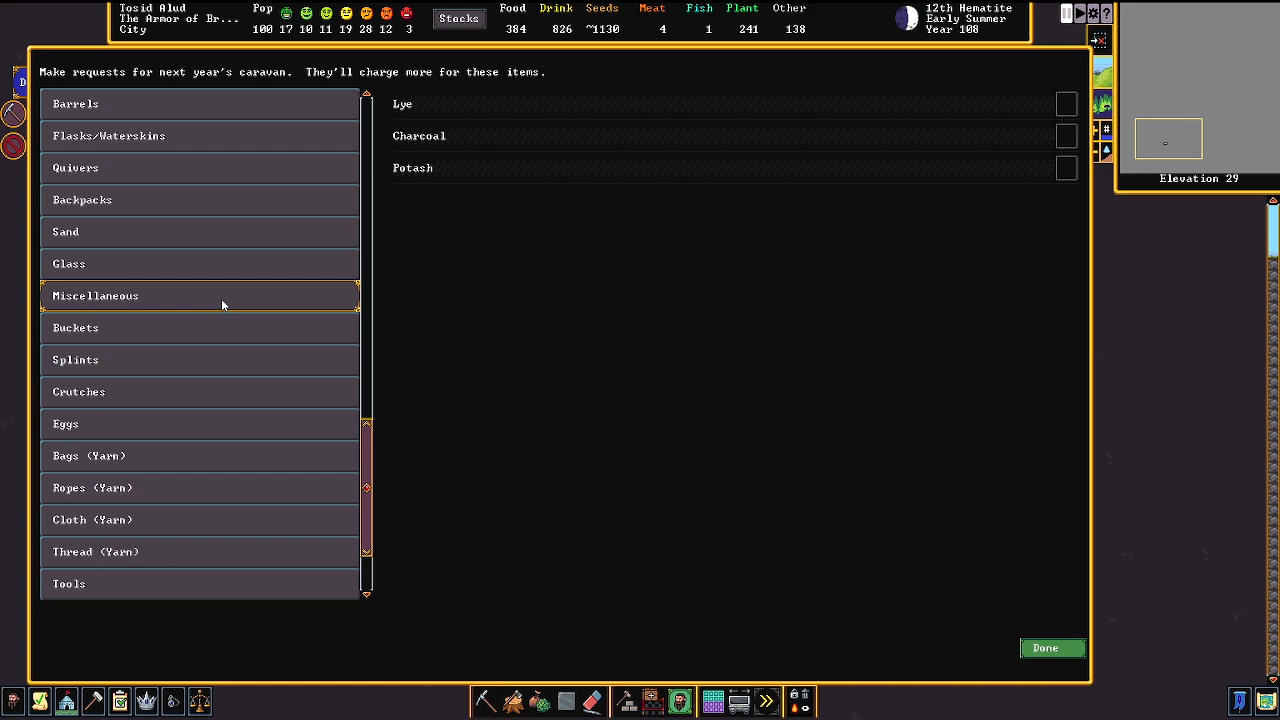 Tosid Alud
The Armor of Br...
City
Pop
100 17 10 11 19 28 12 3
Stocks
Food Drink Seeds Meat Fish Plant Other
384 826 ~1130 4 1 241 138
12th Hematite
Early Summer
Year 108
D
Make requests for next year's caravan. They'll charge more for these items.
Barrels
Flasks/Waterskins
Quivers
Backpacks
Sand
Glass
Miscellaneous
Buckets
Splints
Crutches
Eggs
Bags (Yarn)
Ropes (Yarn)
Cloth (Yarn)
Thread (Yarn)
Tools
Lye
Charcoal
Potash
Done
Elevation 29